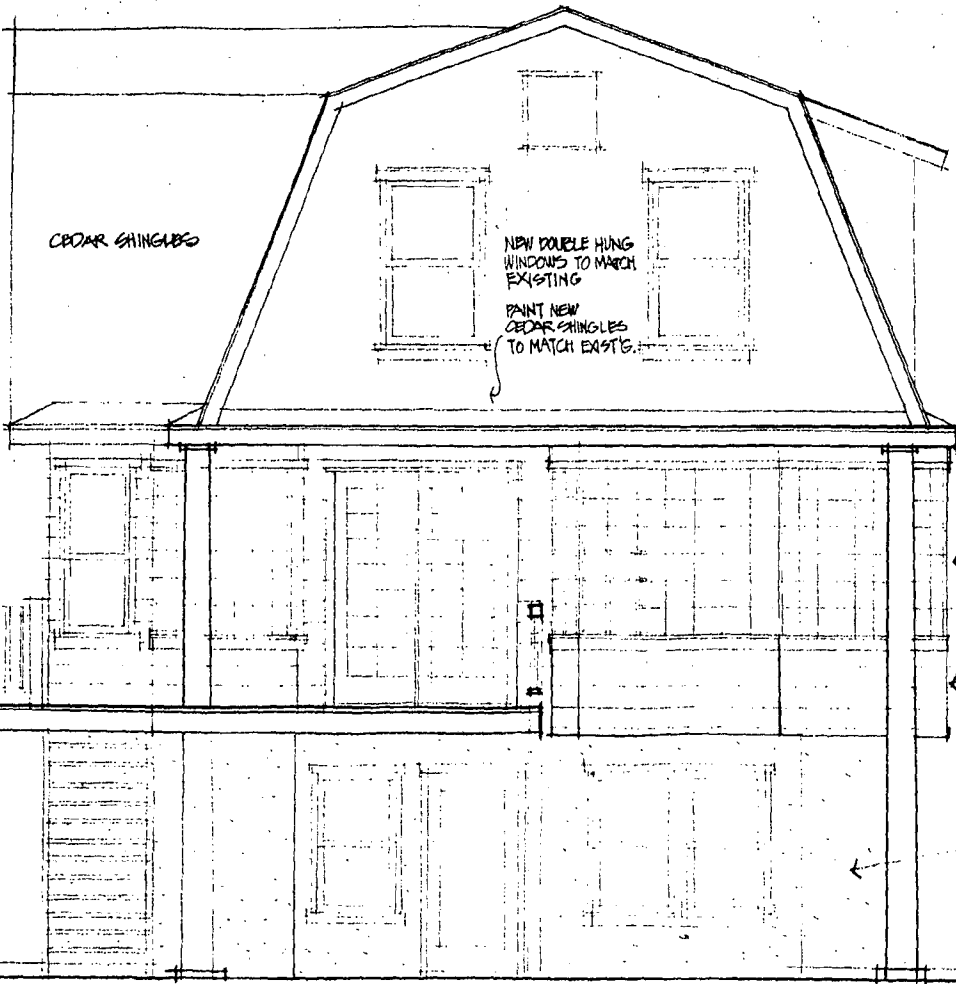 CEDAR SHINGLES
NEW DOUBLE HUNG
WINDOWS TO MATCH
EXISTING
PAINT NEW
CEDAR SHINGLES
TO MATCH EXIST'G.